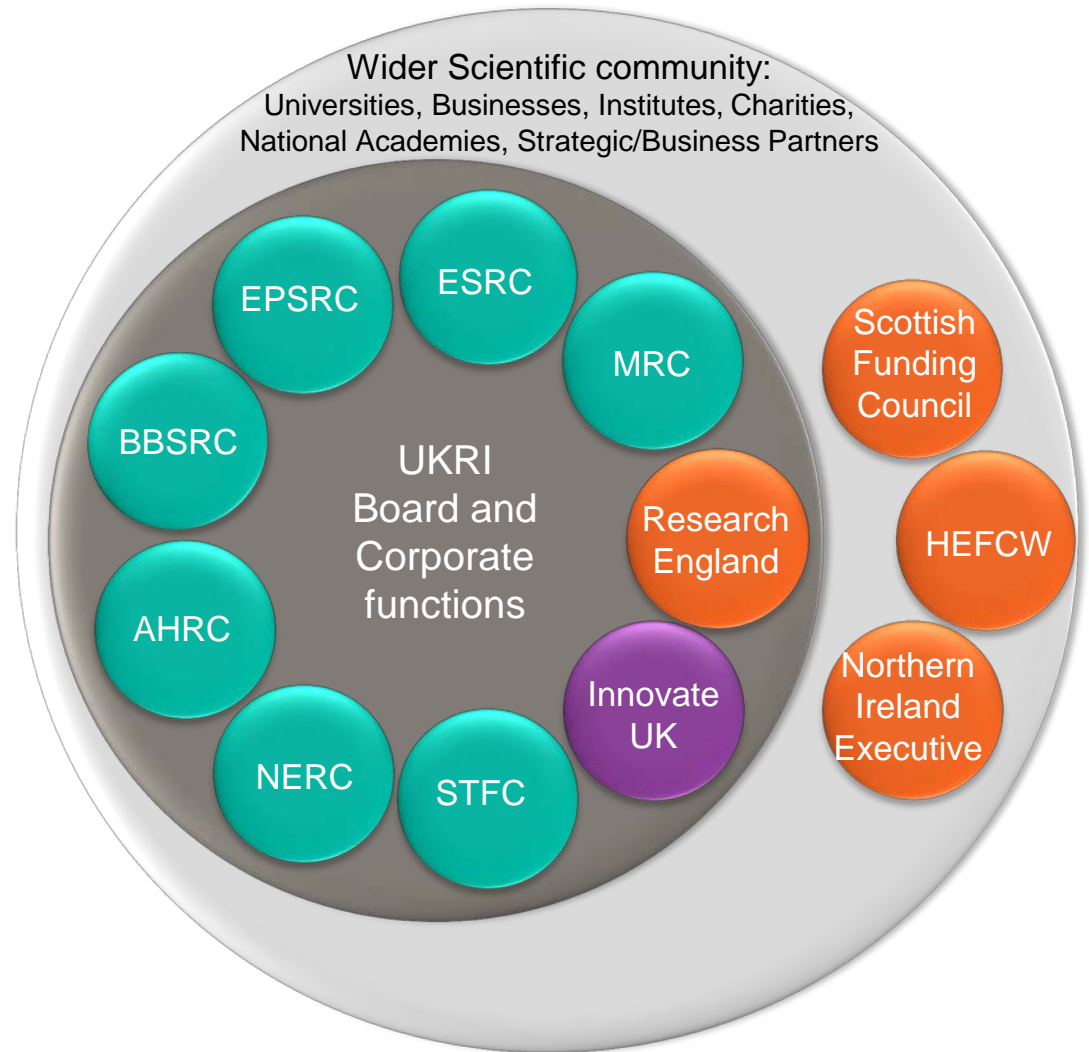 Wider Scientific community:
Universities, Businesses, Institutes, Charities,
National Academies, Strategic/Business Partners
ESRC
EPSRC
MRC
BBSRC
UKRI
Board and
Corporate
functions
Research
England
AHRC
Innovate
UK
NERC
STFC
Scottish
Funding
Council
HEFCW
Northern
Ireland
Executive